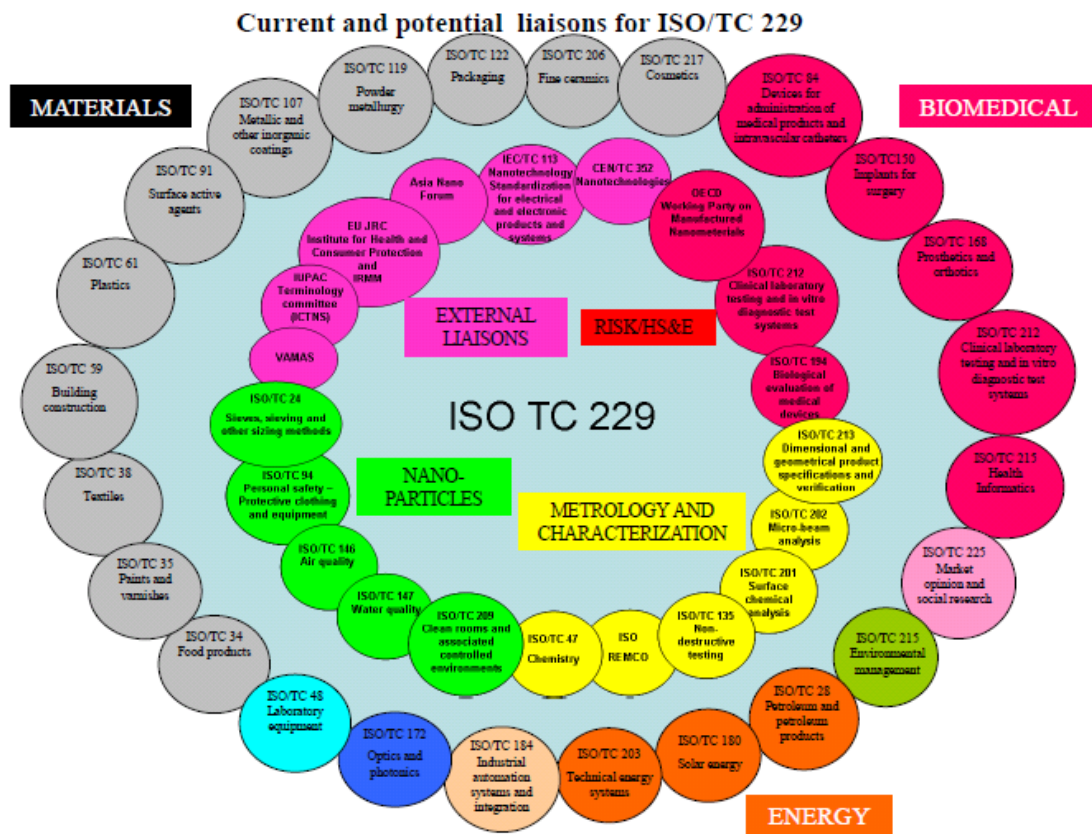 Current and potential liaisons for ISO/TC 229
MATERIALS
BIOMEDICAL
ISO/TC 122
Packaging
ISO/TC 206
Fine ceramics
ISO/TC 217
Cosmetics
ISO/TC 84
Devices for
administration of
medical products and
intravascular catheters
ISO/TC150
Implants for
surgery
ISO/TC 168
Prosthetics and
orthotics
ISO/TC 212
Clinical laboratory
testing and in vitro
diagnostic test
systems
ISO/TC 215
Health
Informatics
ISO/TC 225
Market
opinion and
social research
ISO/TC 215
Environmental
management
ISO/TC 28
Petroleum and
petroleum
products
ISO/TC 180
Solar energy
ISO/TC 203
Technical energy
systems
ENERGY
ISO/TC 184
Industrial
automation
systems and
integration
ISO/TC 172
Optics and
photonics
ISO/TC 48
Laboratory
equipment
ISO/TC 34
Food products
ISO/TC 35
Paints and
varnishes
ISO/TC 38
Textiles
ISO/TC 59
Building
construction
ISO/TC 61
Plastics
ISO/TC 91
Surface active
agents
ISO/TC 107
Metallic and
other inorganic
coatings
ISO/TC 119
Powder
metallurgy
Asia Nano
Forum
IEC/TC 113
Nanotechnology
Standardization
for electrical
and electronic
products and
systems
CEN/TC 352
Nanotechnologies
OECD
Working Party on
Manufactured
Nanometerials
ISO/TC 212
Clinical laboratory
testing and in vitro
diagnostic test
systems
ISO/TC 194
Biological
evaluation of
medical
devices
ISO/TC 213
Dimensional and
geometrical product
specifications and
verification
ISO/TC 202
Micro-beam
analysis
ISO/TC 201
Surface
chemical
analysis
ISO/TC 135
Non-
destructive
testing
ISO
REMCO
ISO/TC 47
Chemistry
ISO/TC 209
Clean rooms and
associated
controlled
environments
ISO/TC 147
Water quality
ISO/TC 146
Air quality
ISO/TC 94
Personal safety –
Protective clothing
and equipment
ISO/TC 24
Sieves, sieving and
other sizing methods
VAMAS
IUPAC
Terminology
committee
(ICTNS)
EU JRC
Institute for Health and
Consumer Protection
and
IRMM
EXTERNAL
LIAISONS
RISK/HS&E
ISO TC 229
NANO-
PARTICLES
METROLOGY AND
CHARACTERIZATION